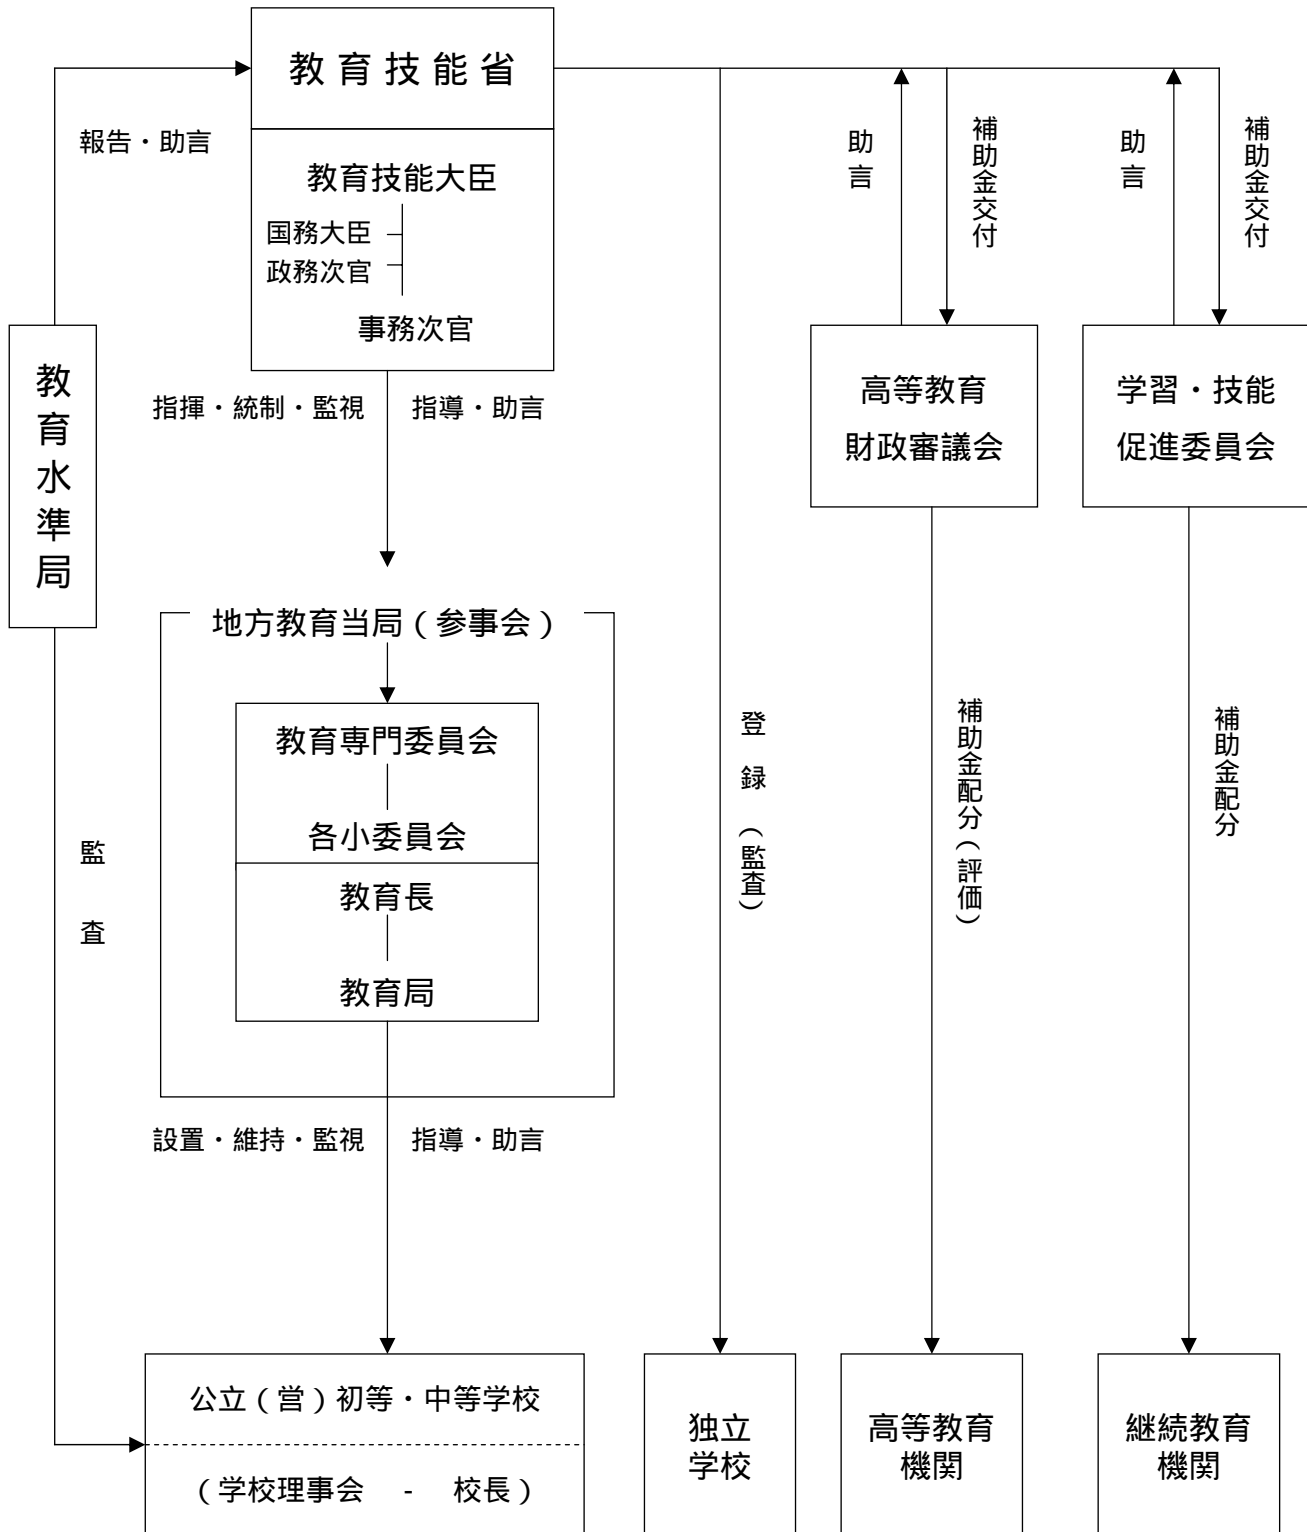 教育技能省
報告・助言
教育技能大臣
国務大臣
政務次官
事務次官
助言
補助金交付
助言
補助金交付
教育水準局
高等教育
財政審議会
学習・技能
促進委員会
指揮・統制・監視
指導・助言
地方教育当局（参事会）
教育専門委員会
各小委員会
教育長
教育局
監査
登録（監査）
補助金配分（評価）
補助金配分
設置・維持・監視
指導・助言
公立（営）初等・中等学校
（学校理事会　-　校長）
独立
学校
高等教育
機関
継続教育
機関